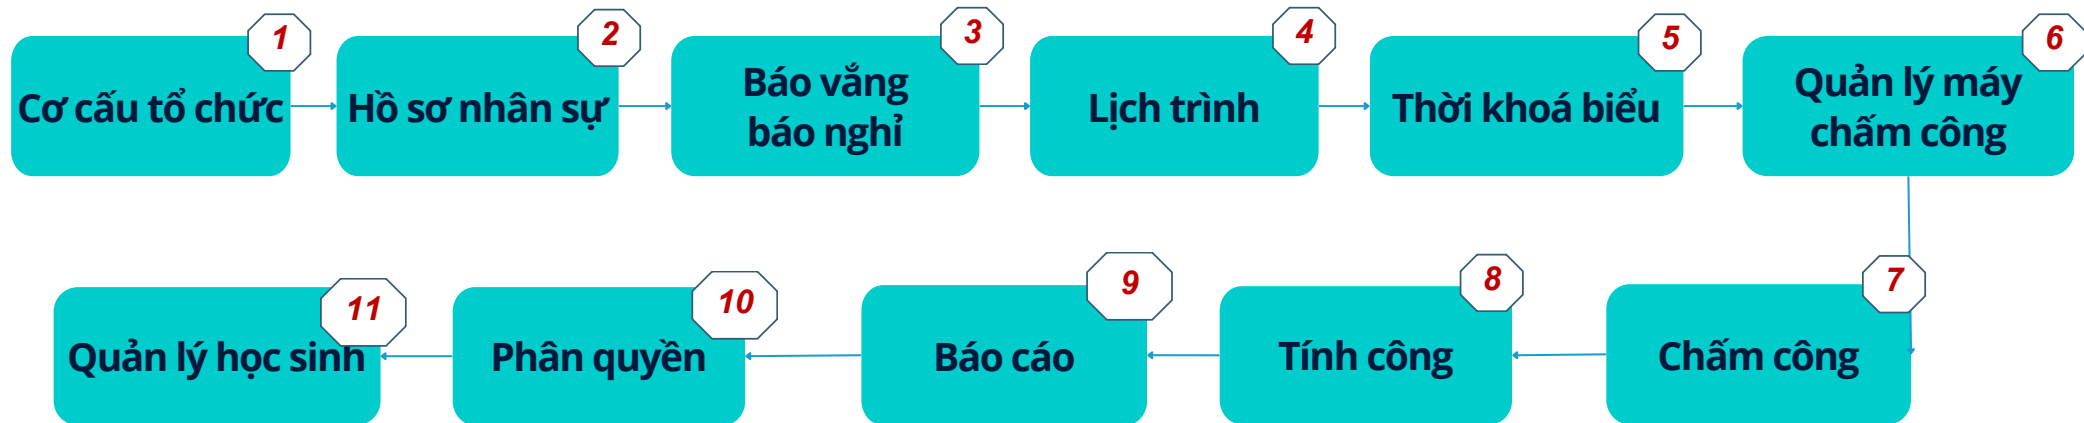 1
Cơ cấu tổ chức
2
Hồ sơ nhân sự
3
Báo vắng
báo nghỉ
4
Lịch trình
5
Thời khoá biểu
6
Quản lý máy
chấm công
7
Chấm công
8
Tính công
9
Báo cáo
10
Phân quyền
11
Quản lý học sinh